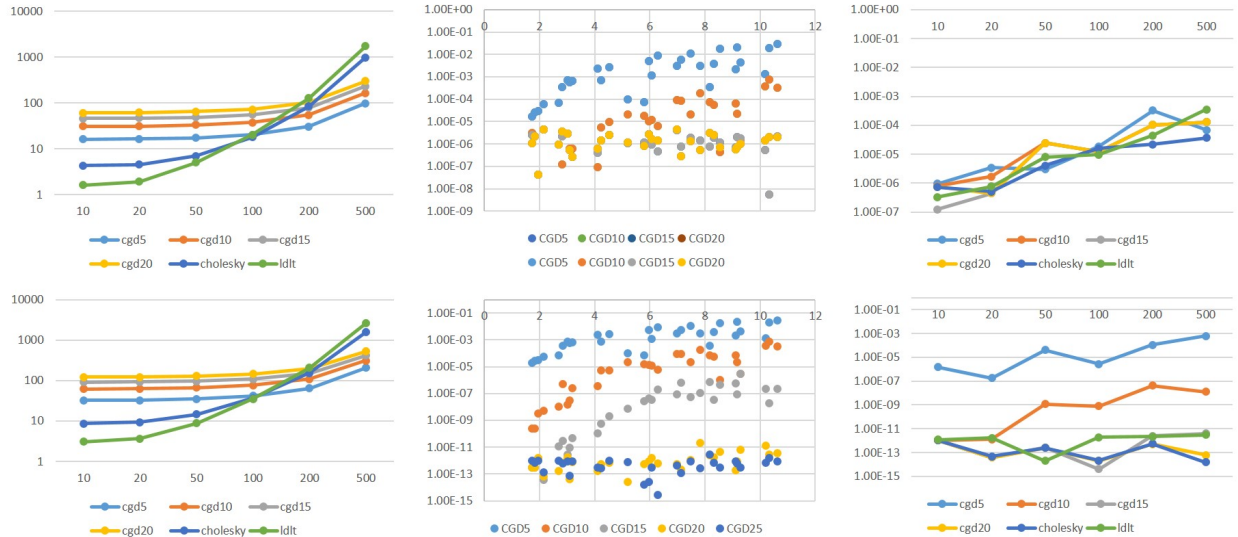 10000
1000
100
10
1
10 20 50 100 200 500
cgd5 cgd10 cgd15
cgd20 cholesky ldlt
1.00E+00
1.00E-01
1.00E-02
1.00E-03
1.00E-04
1.00E-05
1.00E-06
1.00E-07
1.00E-08
1.00E-09
0 2 4 6 8 10 12
CGD5 CGD10 CGD15 CGD20
CGD5 CGD10 CGD15 CGD20
1.00E+00
1.00E-01
1.00E-02
1.00E-03
1.00E-04
1.00E-05
1.00E-06
1.00E-07
10 20 50 100 200 500
cgd5 cgd10 cgd15
cgd20 cholesky ldlt
10000
1000
100
10
1
10 20 50 100 200 500
cgd5 cgd10 cgd15
cgd20 cholesky ldlt
1.00E-01
1.00E-03
1.00E-05
1.00E-07
1.00E-09
1.00E-11
1.00E-13
1.00E-15
0 2 4 6 8 10 12
CGD5 CGD10 CGD15 CGD20 CGD25
1.00E-01
1.00E-03
1.00E-05
1.00E-07
1.00E-09
1.00E-11
1.00E-13
1.00E-15
10 20 50 100 200 500
cgd5 cgd10 cgd15
cgd20 cholesky ldlt